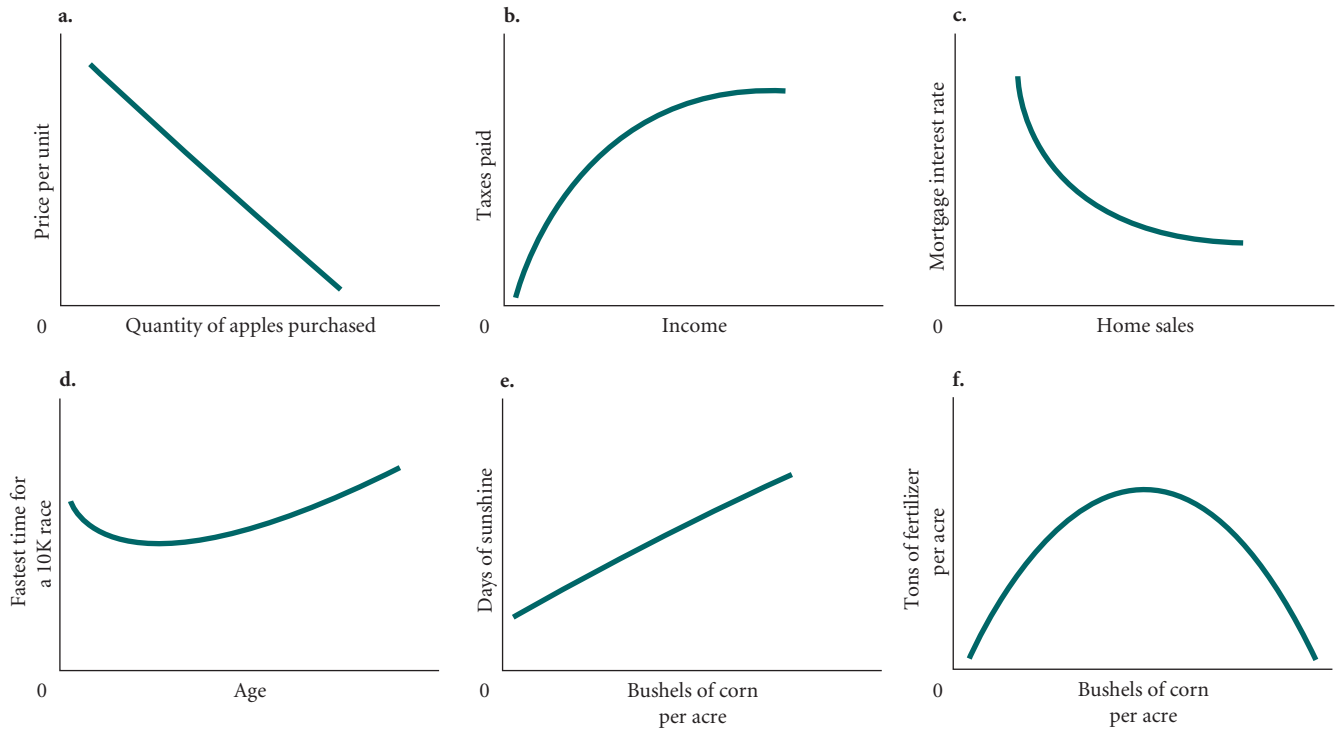 a.
Price per unit
0
Quantity of apples purchased
b.
Taxes paid
0
Income
c.
Mortgage interest rate
0
Home sales
d.
Fastest time for
a 10K race
0
Age
e.
Days of sunshine
0
Bushels of corn
per acre
f.
Tons of fertilizer
per acre
0
Bushels of corn
per acre